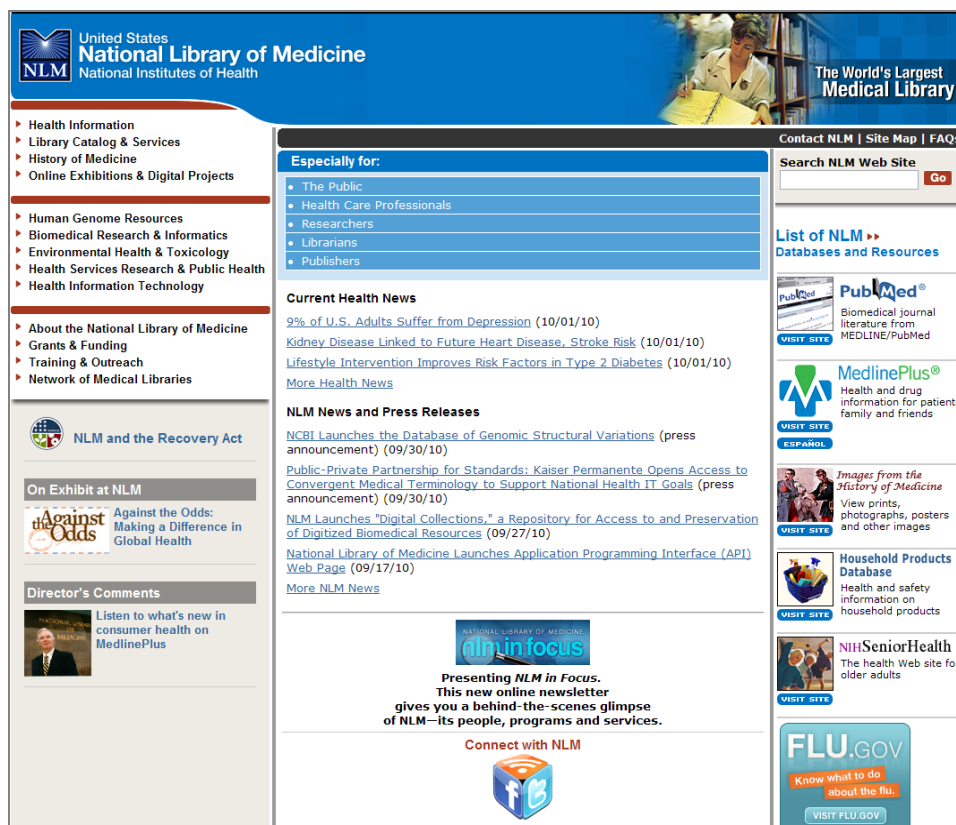 United States
National Library of Medicine
National Institutes of Health
NLM
The World's Largest
Medical Library
Health Information
Library Catalog & Services
History of Medicine
Online Exhibitions & Digital Projects
Human Genome Resources
Biomedical Research & Informatics
Environmental Health & Toxicology
Health Services Research & Public Health
Health Information Technology
About the National Library of Medicine
Grants & Funding
Training & Outreach
Network of Medical Libraries
NLM and the Recovery Act
On Exhibit at NLM
Against the Odds
Against the Odds:
Making a Difference in
Global Health
Director's Comments
Listen to what's new in
consumer health on
MedlinePlus
Especially for:
The Public
Health Care Professionals
Researchers
Librarians
Publishers
Current Health News
9% of U.S. Adults Suffer from Depression (10/01/10)
Kidney Disease Linked to Future Heart Disease, Stroke Risk (10/01/10)
Lifestyle Intervention Improves Risk Factors in Type 2 Diabetes (10/01/10)
More Health News
NLM News and Press Releases
NCBI Launches the Database of Genomic Structural Variations (press
announcement) (09/30/10)
Public-Private Partnership for Standards: Kaiser Permanente Opens Access to
Convergent Medical Terminology to Support National Health IT Goals (press
announcement) (09/30/10)
NLM Launches "Digital Collections," a Repository for Access to and Preservation
of Digitized Biomedical Resources (09/27/10)
National Library of Medicine Launches Application Programming Interface (API)
Web Page (09/17/10)
More NLM News
NATIONAL LIBRARY OF MEDICINE
nlm in focus
Presenting NLM in Focus.
This new online newsletter
gives you a behind-the-scenes glimpse
of NLM—its people, programs and services.
Connect with NLM
Contact NLM | Site Map | FAQs
Search NLM Web Site
Go
List of NLM
Databases and Resources
PubMed
VISIT SITE
PubMed®
Biomedical journal
literature from
MEDLINE/PubMed
VISIT SITE
ESPAÑOL
MedlinePlus®
Health and drug
information for patient
family and friends
VISIT SITE
Images from the
History of Medicine
View prints,
photographs, posters
and other images
VISIT SITE
Household Products
Database
Health and safety
information on
household products
VISIT SITE
NIHSeniorHealth
The health Web site fo
older adults
FLU.GOV
Know what to do
about the flu.
VISIT FLU.GOV